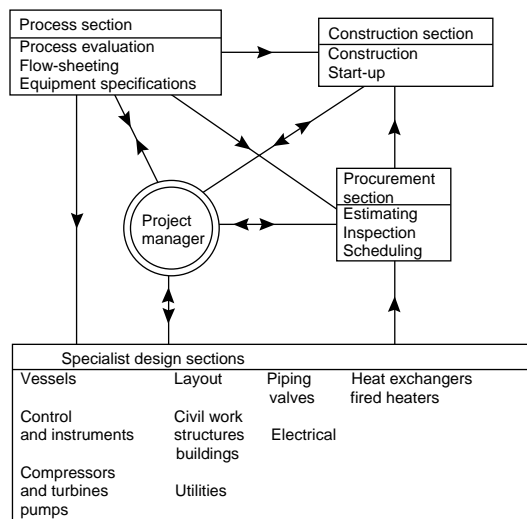 Process section
Process evaluation
Flow-sheeting
Equipment specifications
Construction section
Construction
Start-up
Procurement
section
Estimating
Inspection
Scheduling
Project
manager
Specialist design sections
Vessels
Layout
Piping
valves
Heat exchangers
fired heaters
Control
and instruments
Civil work
structures
buildings
Electrical
Compressors
and turbines
pumps
Utilities